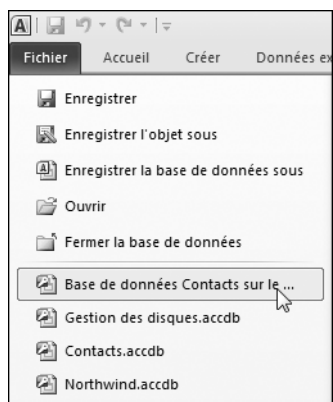 A
Fichier Accueil Créer Données ex
Enregistrer
Enregistrer l'objet sous
Enregistrer la base de données sous
Ouvrir
Fermer la base de données
Base de données Contacts sur le ...
Gestion des disques.accdb
Contacts.accdb
Northwind.accdb